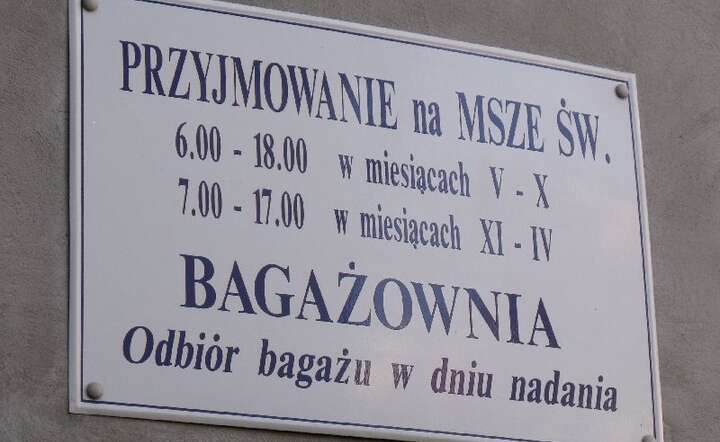 PRZYJMOWANIE na MSZE ŚW.
6.00 - 18.00 w miesiącach V - X
7.00 - 17.00 w miesiącach XI - IV
BAGAŻOWNIA
Odbiór bagażu w dniu nadania